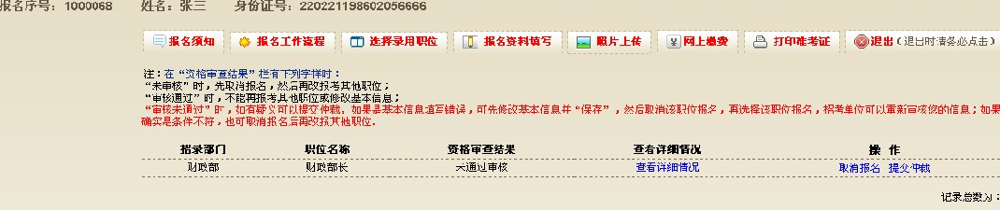 报名序号：1000068 姓名：张三 身份证号：220221198602056666
报名须知 报名工作流程 选择录用职位 报名资料填写 照片上传 网上缴费 打印准考证 退出（退出时请务必点击）
注：在“资格审查结果”栏有下列字样时：
“未审核”时，先取消报名，然后再改报考其他职位；
“审核通过”时，不能再报考其他职位或修改基本信息；
“审核未通过”时，如有疑义可以提交仲裁。如果是基本信息填写错误，可先修改基本信息并“保存”，然后取消该职位报名，再选择该职位报名，招考单位可以重新审核您的信息；如果
确实是条件不符，也可取消报名后再改报其他职位.
招录部门 职位名称 资格审查结果 查看详细情况 操 作
财政部 财政部长 未通过审核 查看详细情况 取消报名 提交仲裁
记录总数为：